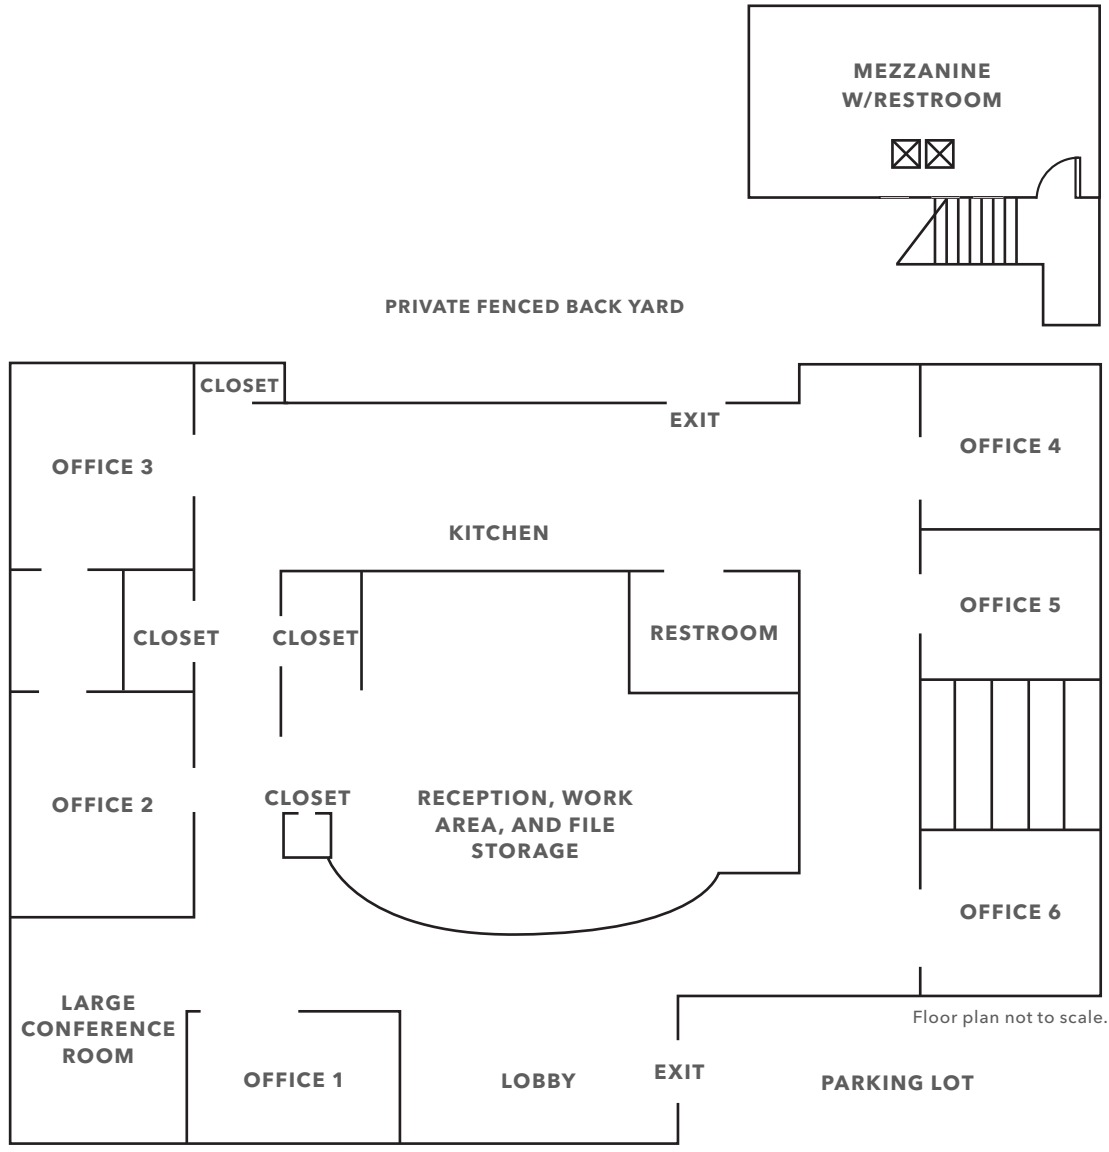 MEZZANINE
W/RESTROOM
PRIVATE FENCED BACK YARD
CLOSET
EXIT
OFFICE 4
OFFICE 3
KITCHEN
OFFICE 5
RESTROOM
CLOSET
CLOSET
CLOSET
RECEPTION, WORK
AREA, AND FILE
STORAGE
OFFICE 2
OFFICE 6
LARGE
CONFERENCE
ROOM
Floor plan not to scale.
OFFICE 1
LOBBY
EXIT
PARKING LOT